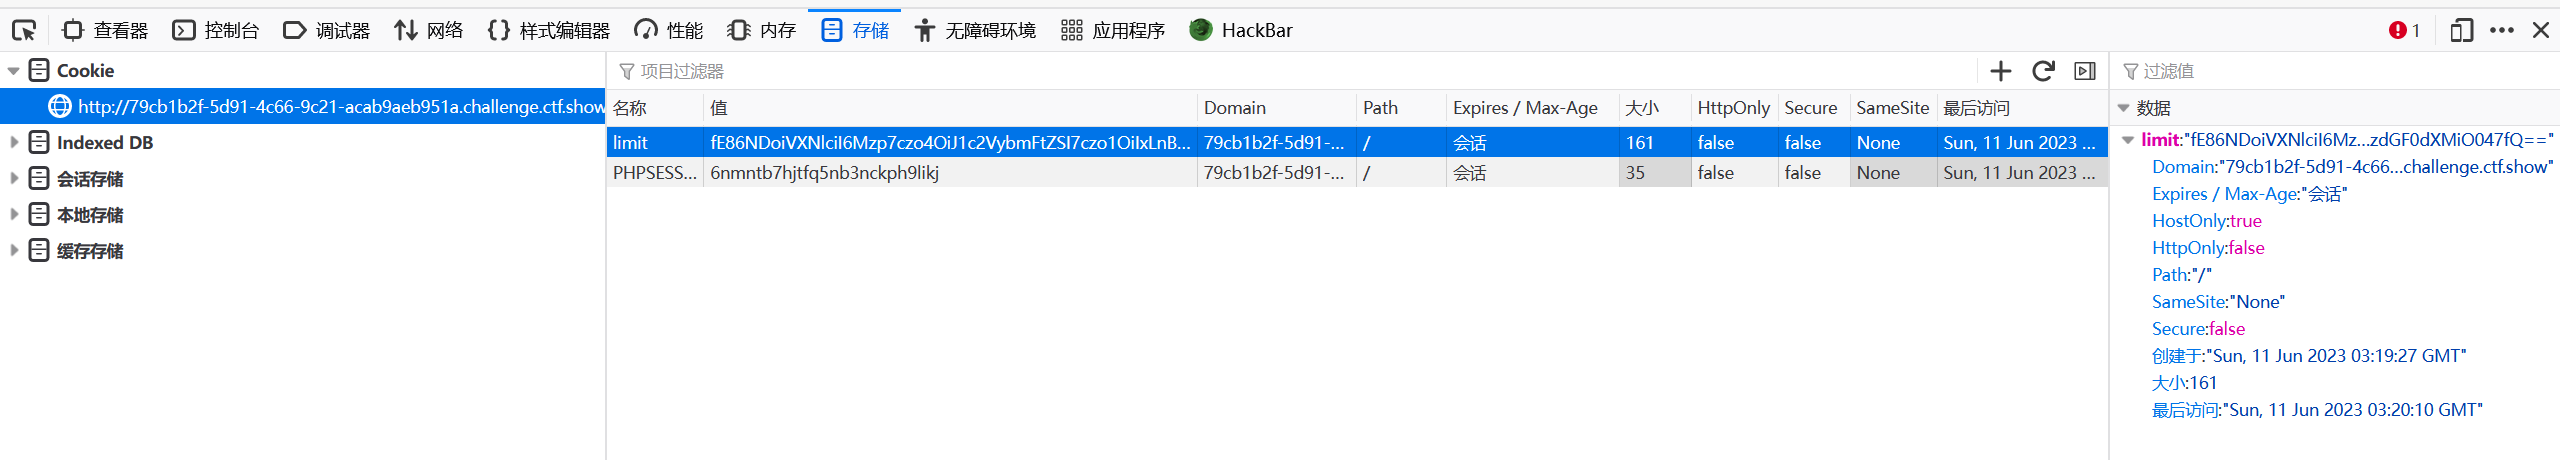 查看器 控制台 调试器 网络 样式编辑器 性能 内存 存储 无障碍环境 应用程序 HackBar 1
Cookie
http://79cb1b2f-5d91-4c66-9c21-acab9aeb951a.challenge.ctf.show
Indexed DB
会话存储
本地存储
缓存存储
项目过滤器
名称 值 Domain Path Expires / Max-Age 大小 HttpOnly Secure SameSite 最后访问
limit fE86NDoiVXNlciI6Mzp7czo4OiJ1c2VybmFtZSI7czo1OiIxLnB... 79cb1b2f-5d91-... / 会话 161 false false None Sun, 11 Jun 2023 ...
PHPSESS... 6nmntb7hjtfq5nb3nckph9likj 79cb1b2f-5d91-... / 会话 35 false false None Sun, 11 Jun 2023 ...
过滤值
数据
limit:"fE86NDoiVXNlciI6Mz...zdGF0dXMiO047fQ=="
Domain:"79cb1b2f-5d91-4c66...challenge.ctf.show"
Expires / Max-Age:"会话"
HostOnly:true
HttpOnly:false
Path:"/"
SameSite:"None"
Secure:false
创建于:"Sun, 11 Jun 2023 03:19:27 GMT"
大小:161
最后访问:"Sun, 11 Jun 2023 03:20:10 GMT"